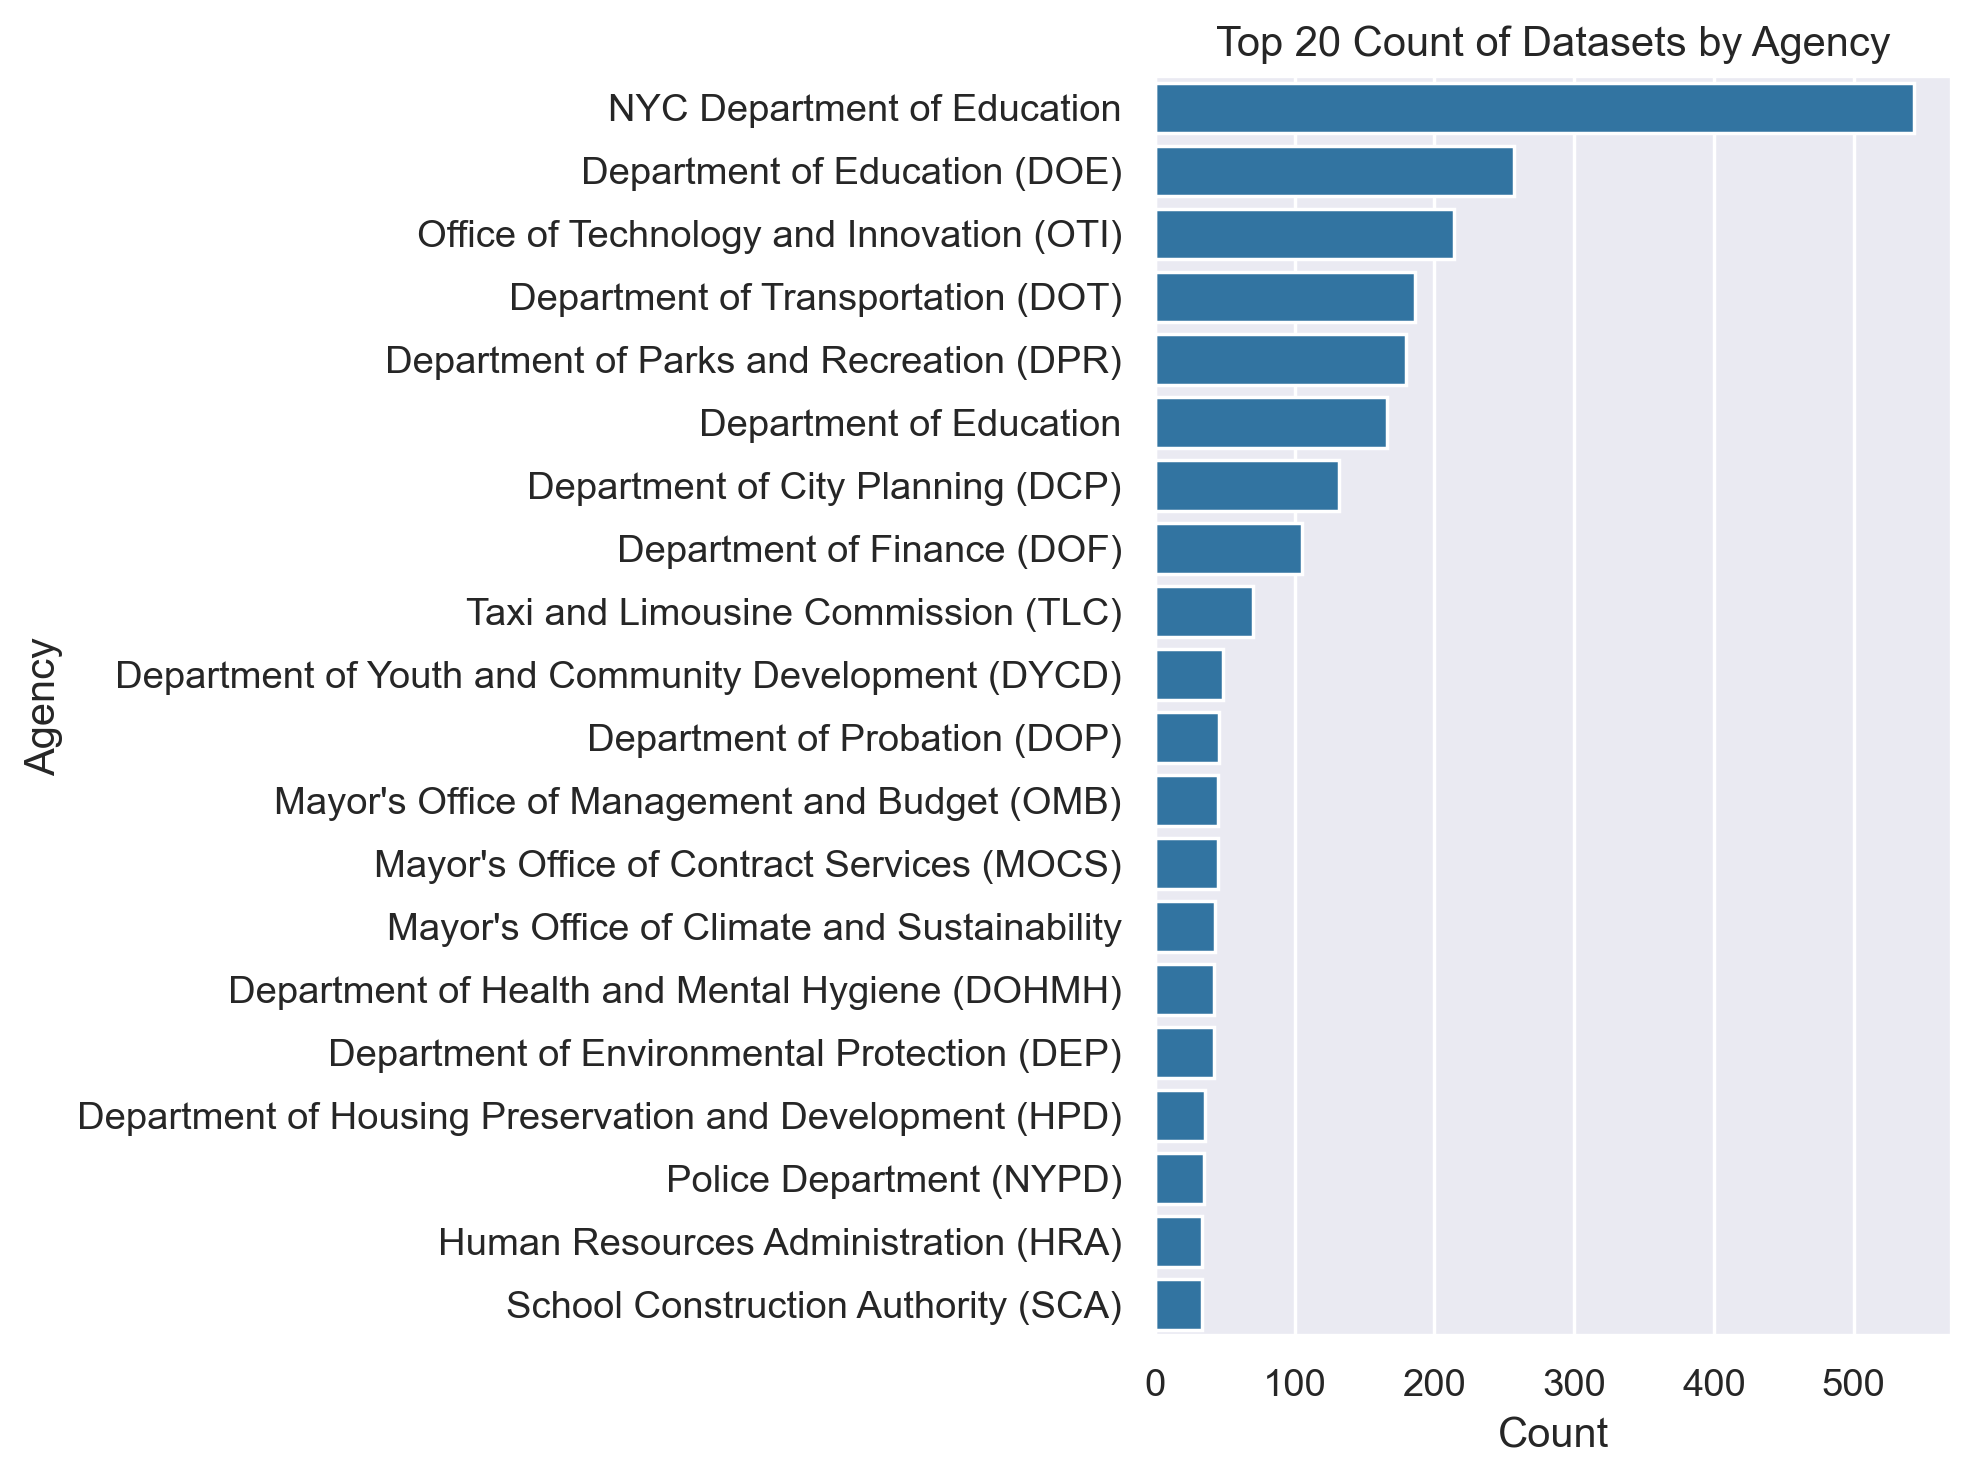 Top 20 Count of Datasets by Agency
NYC Department of Education
Department of Education (DOE)
Office of Technology and Innovation (OTI)
Department of Transportation (DOT)
Department of Parks and Recreation (DPR)
Department of Education
Department of City Planning (DCP)
Department of Finance (DOF)
Taxi and Limousine Commission (TLC)
Department of Youth and Community Development (DYCD)
Department of Probation (DOP)
Mayor's Office of Management and Budget (OMB)
Mayor's Office of Contract Services (MOCS)
Mayor's Office of Climate and Sustainability
Department of Health and Mental Hygiene (DOHMH)
Department of Environmental Protection (DEP)
Department of Housing Preservation and Development (HPD)
Police Department (NYPD)
Human Resources Administration (HRA)
School Construction Authority (SCA)
Agency
0 100 200 300 400 500
Count